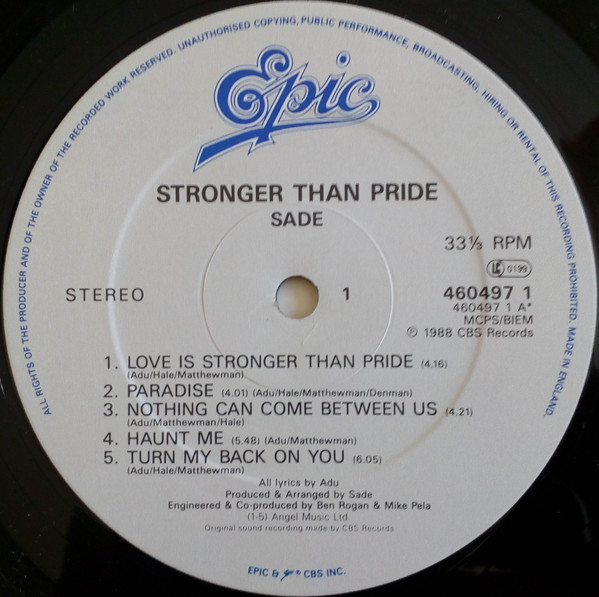 ALL RIGHTS OF THE PRODUCER AND OF THE OWNER OF THE RECORDED WORK RESERVED. UNAUTHORISED COPYING, PUBLIC PERFORMANCE, BROADCASTING, HIRING OR RENTAL OF THIS RECORDING PROHIBITED. MADE IN ENGLAND.
Epic
STRONGER THAN PRIDE
SADE
33⅓ RPM
LC 0199
STEREO
1
460497 1
460497 1 A*
MCPS/BIEM
℗ 1988 CBS Records
1. LOVE IS STRONGER THAN PRIDE (4.16)
(Adu/Hale/Matthewman)
2. PARADISE (4.01) (Adu/Hale/Matthewman/Denman)
3. NOTHING CAN COME BETWEEN US (4.21)
(Adu/Matthewman/Hale)
4. HAUNT ME (5.48) (Adu/Matthewman)
5. TURN MY BACK ON YOU (6.05)
(Adu/Hale/Matthewman)
All lyrics by Adu
Produced & Arranged by Sade
Engineered & Co-produced by Ben Rogan & Mike Pela
(1-5) Angel Music Ltd.
Original sound recording made by CBS Records
EPIC & ® CBS INC.